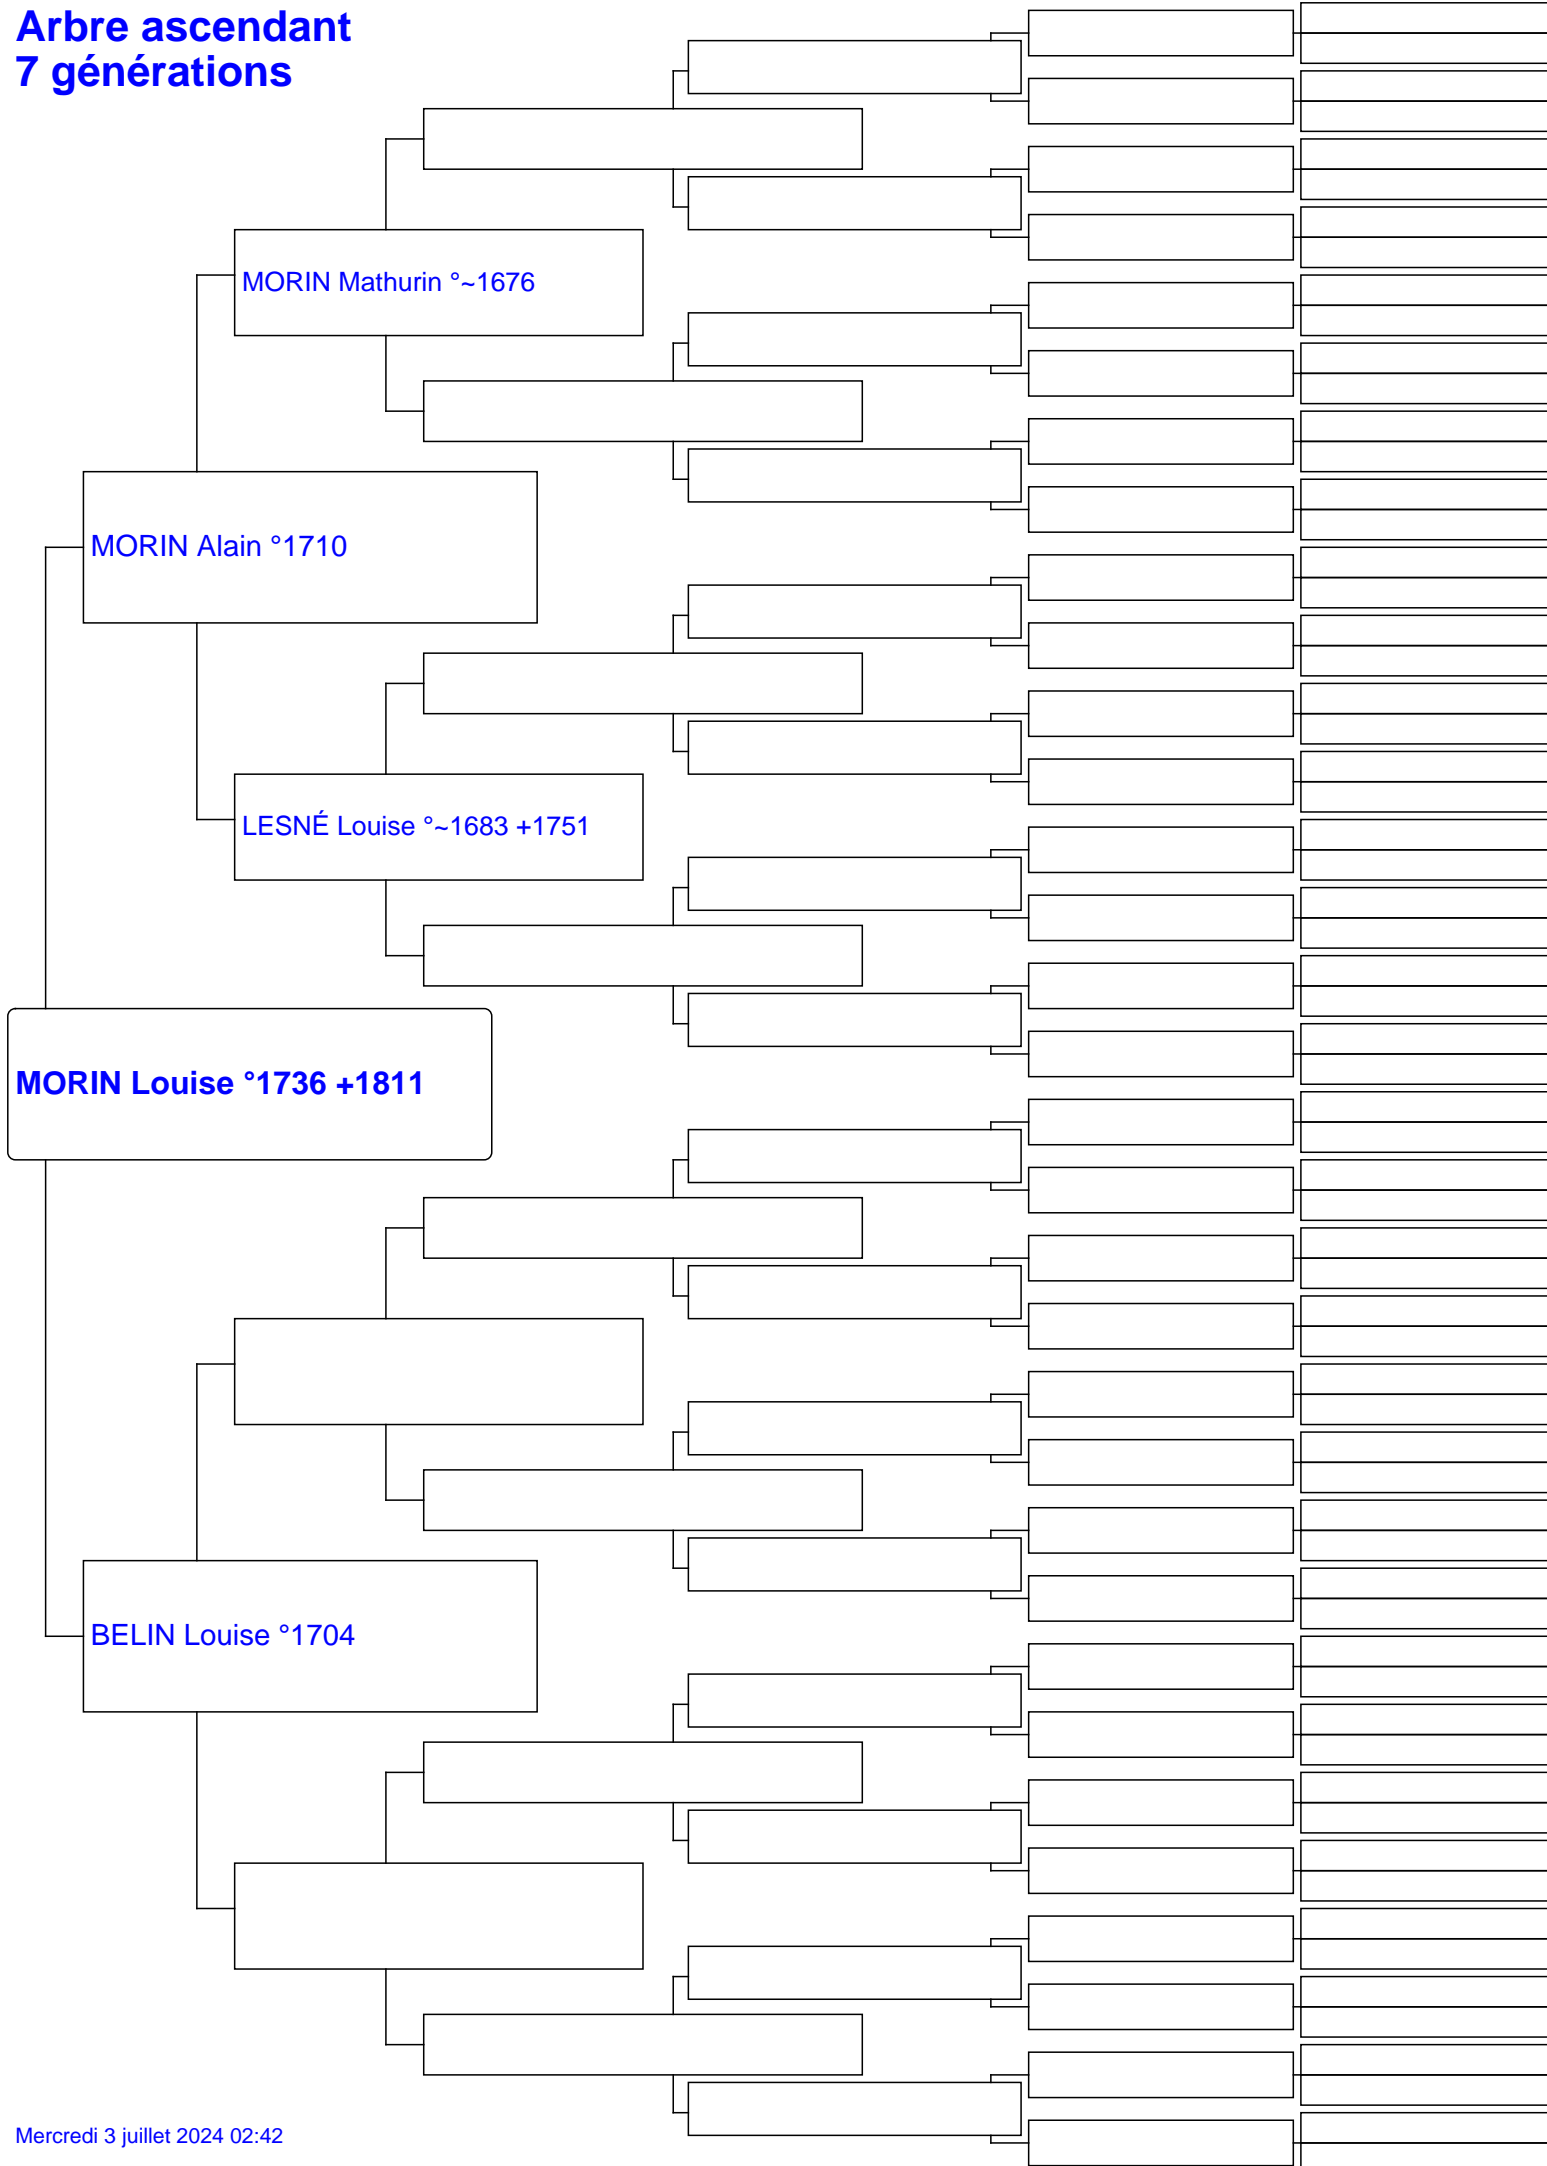 Arbre ascendant
7 générations
MORIN Mathurin °~1676
MORIN Alain °1710
LESNÉ Louise °~1683 +1751
MORIN Louise °1736 +1811
BELIN Louise °1704
Mercredi 3 juillet 2024 02:42